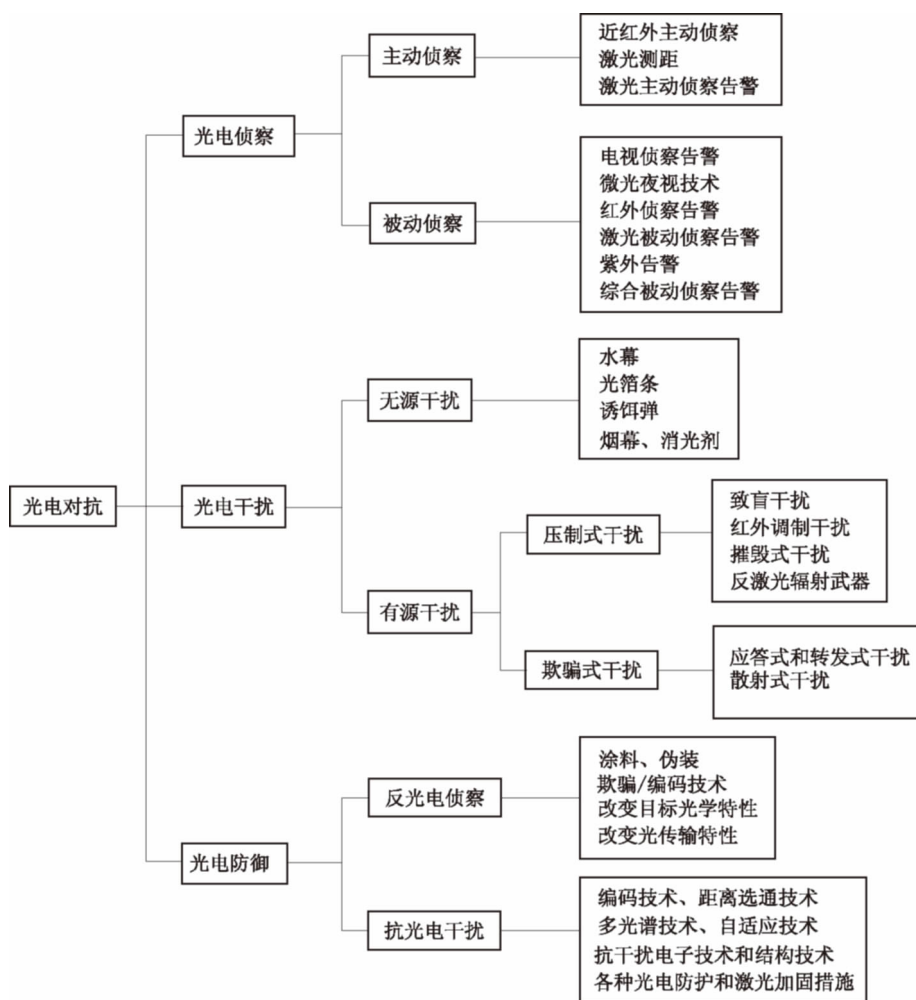 主动侦察
近红外主动侦察
激光测距
激光主动侦察告警
光电侦察
被动侦察
电视侦察告警
微光夜视技术
红外侦察告警
激光被动侦察告警
紫外告警
综合被动侦察告警
光电对抗
光电干扰
无源干扰
水幕
光箔条
诱饵弹
烟幕、消光剂
有源干扰
压制式干扰
致盲干扰
红外调制干扰
摧毁式干扰
反激光辐射武器
欺骗式干扰
应答式和转发式干扰
散射式干扰
光电防御
反光电侦察
涂料、伪装
欺骗/编码技术
改变目标光学特性
改变光传输特性
抗光电干扰
编码技术、距离选通技术
多光谱技术、自适应技术
抗干扰电子技术和结构技术
各种光电防护和激光加固措施